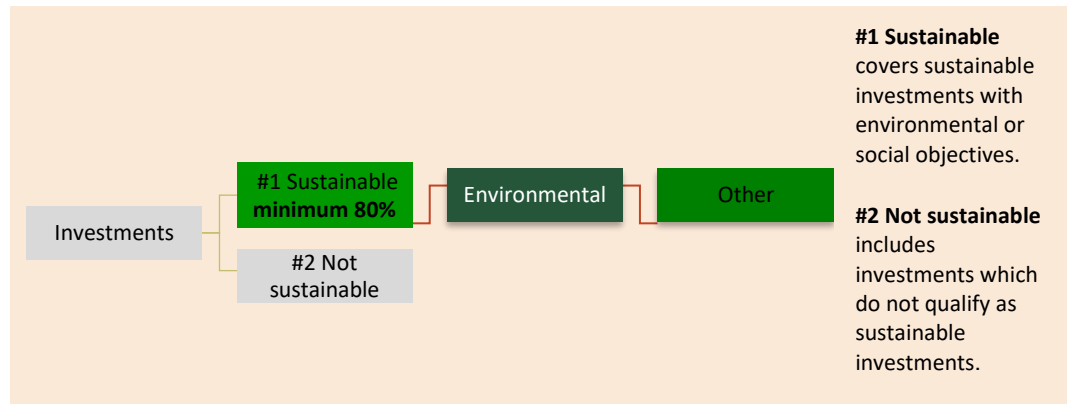 Investments
#1 Sustainable
minimum 80%
#2 Not
sustainable
Environmental
Other
#1 Sustainable
covers sustainable
investments with
environmental or
social objectives.
#2 Not sustainable
includes
investments which
do not qualify as
sustainable
investments.